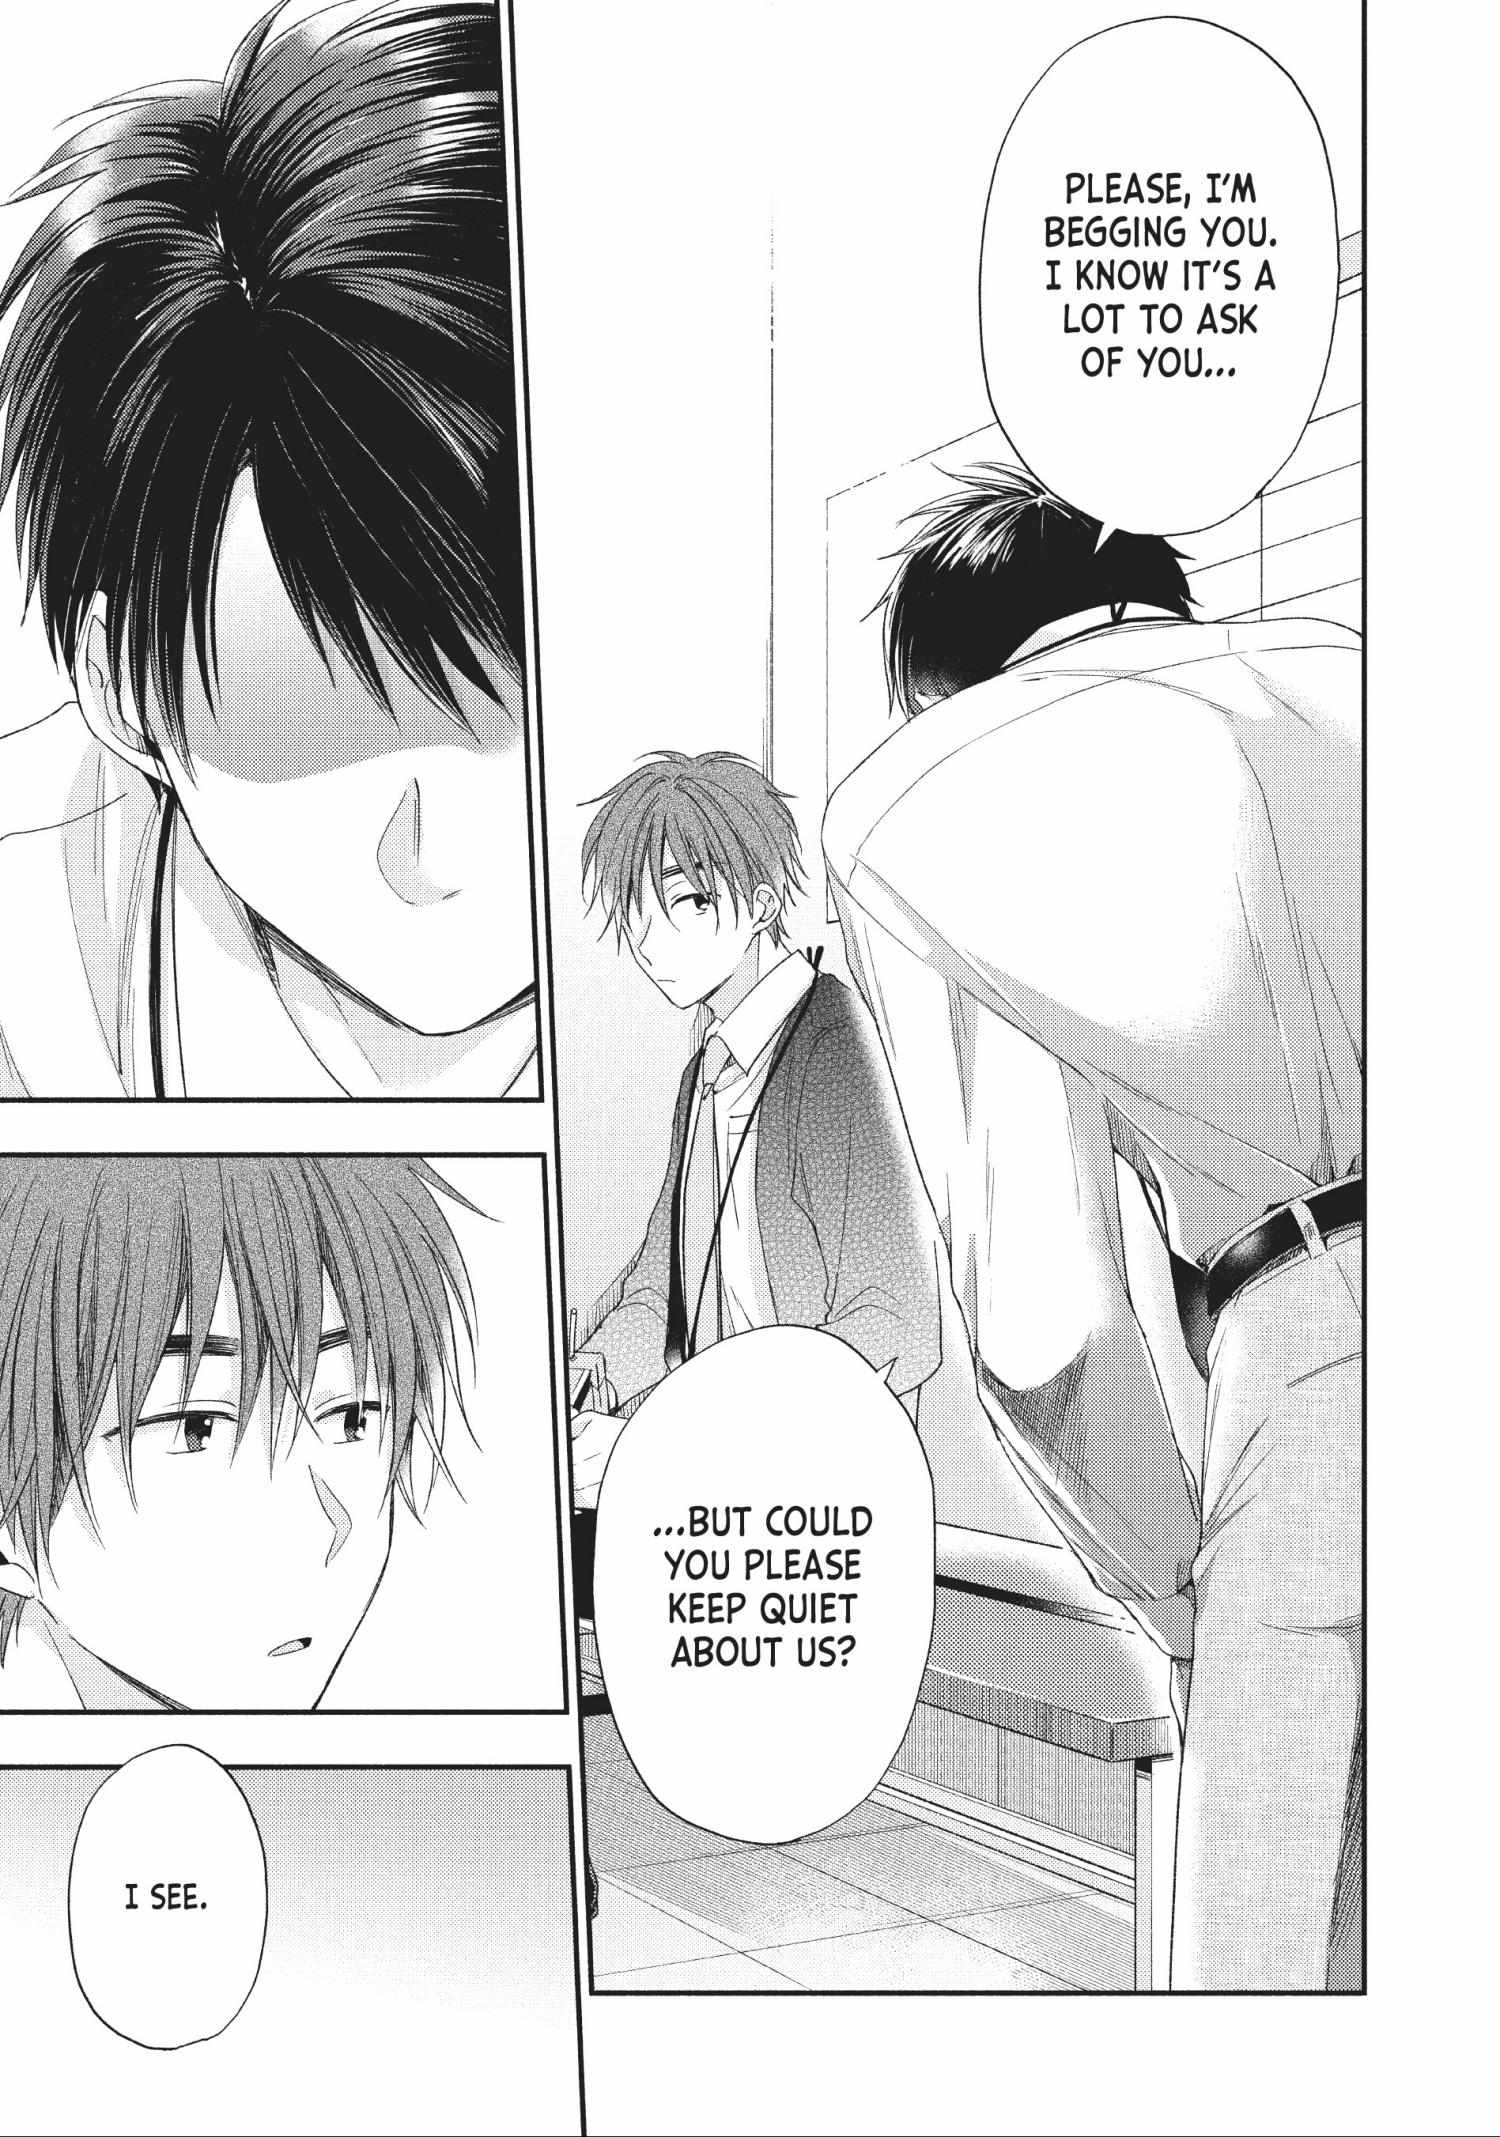 PLEASE, I'M
BEGGING YOU.
I KNOW IT'S A
LOT TO ASK
OF YOU...
...BUT COULD
YOU PLEASE
KEEP QUIET
ABOUT US?
I SEE.